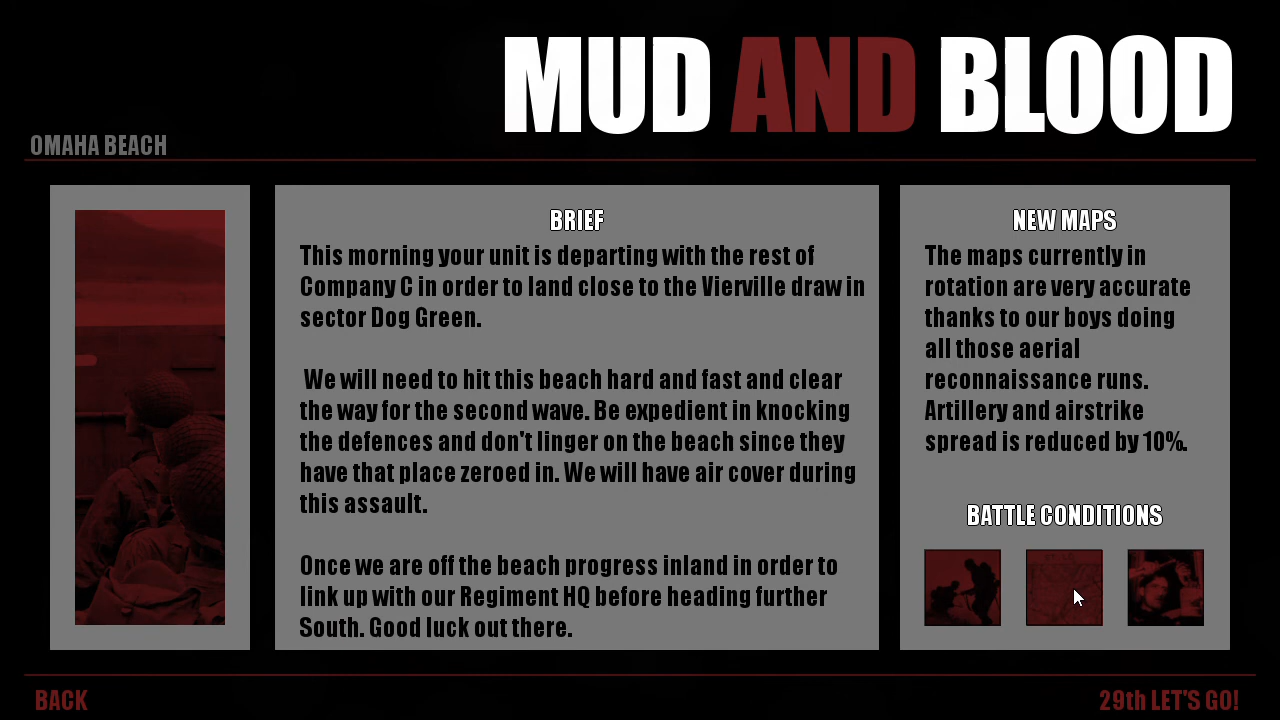 MUD AND BLOOD
OMAHA BEACH
BRIEF
This morning your unit is departing with the rest of
Company C in order to land close to the Vierville draw in
sector Dog Green.
We will need to hit this beach hard and fast and clear
the way for the second wave. Be expedient in knocking
the defences and don't linger on the beach since they
have that place zeroed in. We will have air cover during
this assault.
Once we are off the beach progress inland in order to
link up with our Regiment HQ before heading further
South. Good luck out there.
NEW MAPS
The maps currently in
rotation are very accurate
thanks to our boys doing
all those aerial
reconnaissance runs.
Artillery and airstrike
spread is reduced by 10%.
BATTLE CONDITIONS
BACK
29th LET'S GO!